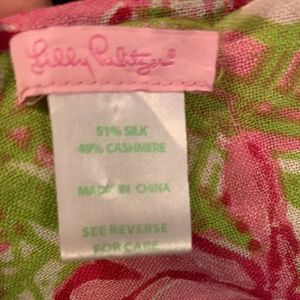 Lilly Pulitzer®
51% SILK
49% CASHMERE
MADE IN CHINA
SEE REVERSE
FOR CARE